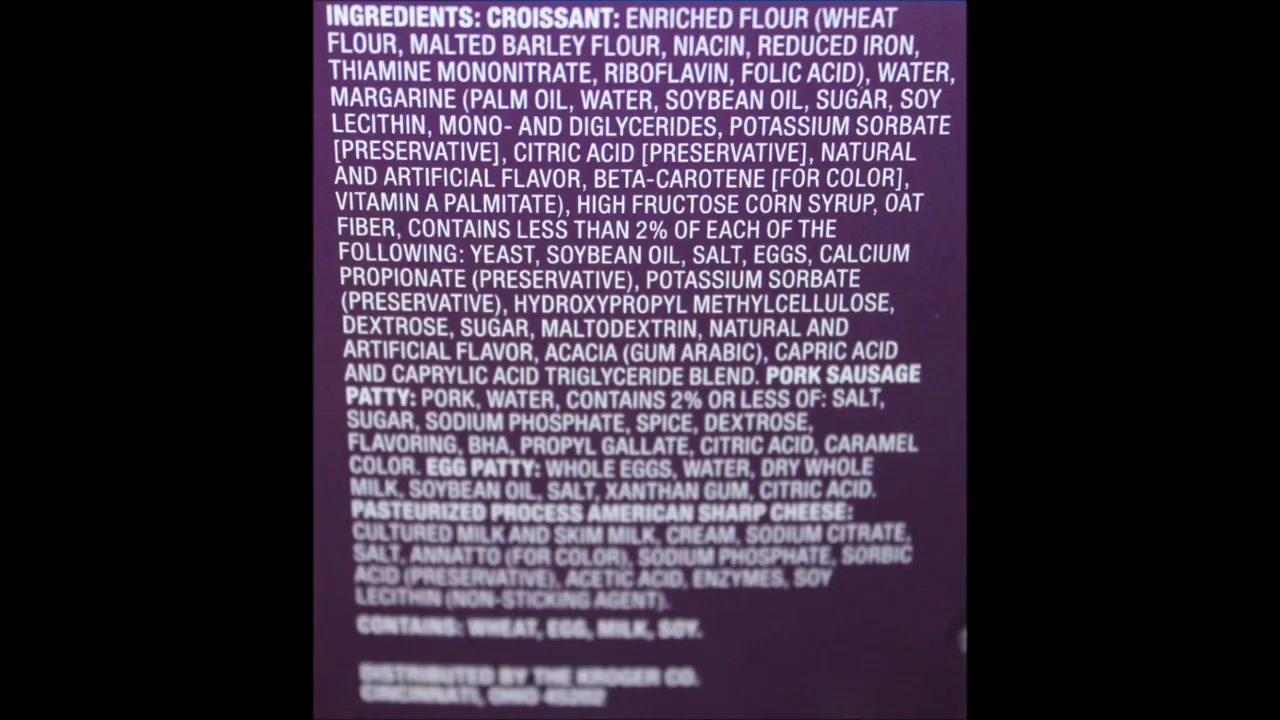 INGREDIENTS: CROISSANT: ENRICHED FLOUR (WHEAT
FLOUR, MALTED BARLEY FLOUR, NIACIN, REDUCED IRON,
THIAMINE MONONITRATE, RIBOFLAVIN, FOLIC ACID), WATER,
MARGARINE (PALM OIL, WATER, SOYBEAN OIL, SUGAR, SOY
LECITHIN, MONO- AND DIGLYCERIDES, POTASSIUM SORBATE
[PRESERVATIVE], CITRIC ACID [PRESERVATIVE], NATURAL
AND ARTIFICIAL FLAVOR, BETA-CAROTENE [FOR COLOR],
VITAMIN A PALMITATE), HIGH FRUCTOSE CORN SYRUP, OAT
FIBER, CONTAINS LESS THAN 2% OF EACH OF THE
FOLLOWING: YEAST, SOYBEAN OIL, SALT, EGGS, CALCIUM
PROPIONATE (PRESERVATIVE), POTASSIUM SORBATE
(PRESERVATIVE), HYDROXYPROPYL METHYLCELLULOSE,
DEXTROSE, SUGAR, MALTODEXTRIN, NATURAL AND
ARTIFICIAL FLAVOR, ACACIA (GUM ARABIC), CAPRIC ACID
AND CAPRYLIC ACID TRIGLYCERIDE BLEND. PORK SAUSAGE
PATTY: PORK, WATER, CONTAINS 2% OR LESS OF: SALT,
SUGAR, SODIUM PHOSPHATE, SPICE, DEXTROSE,
FLAVORING, BHA, PROPYL GALLATE, CITRIC ACID, CARAMEL
COLOR. EGG PATTY: WHOLE EGGS, WATER, DRY WHOLE
MILK, SOYBEAN OIL, SALT, XANTHAN GUM, CITRIC ACID.
PASTEURIZED PROCESS AMERICAN SHARP CHEESE:
CULTURED MILK AND SKIM MILK, CREAM, SODIUM CITRATE,
SALT, ANNATTO (FOR COLOR), SODIUM PHOSPHATE, SORBIC
ACID (PRESERVATIVE), ACETIC ACID, ENZYMES, SOY
LECITHIN (NON-STICKING AGENT).
CONTAINS: WHEAT, EGG, MILK, SOY.
DISTRIBUTED BY THE KROGER CO.
CINCINNATI, OHIO 45202